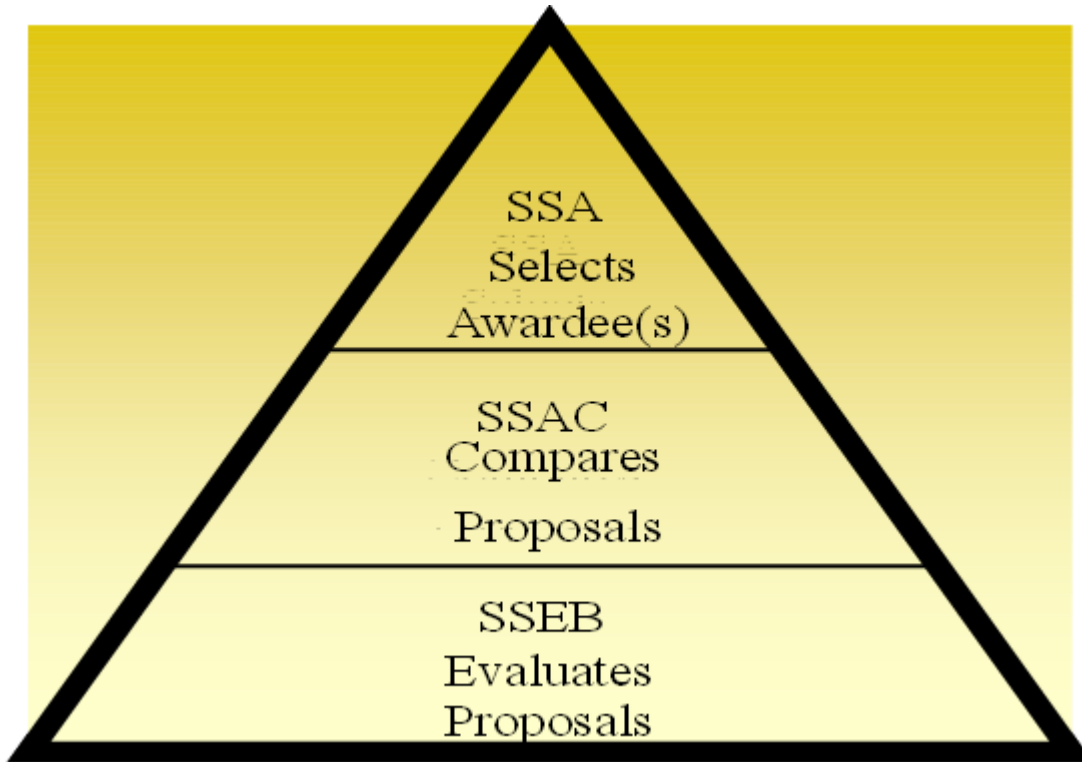 SSA
Selects
Awardee(s)
SSAC
Compares
Proposals
SSEB
Evaluates
Proposals